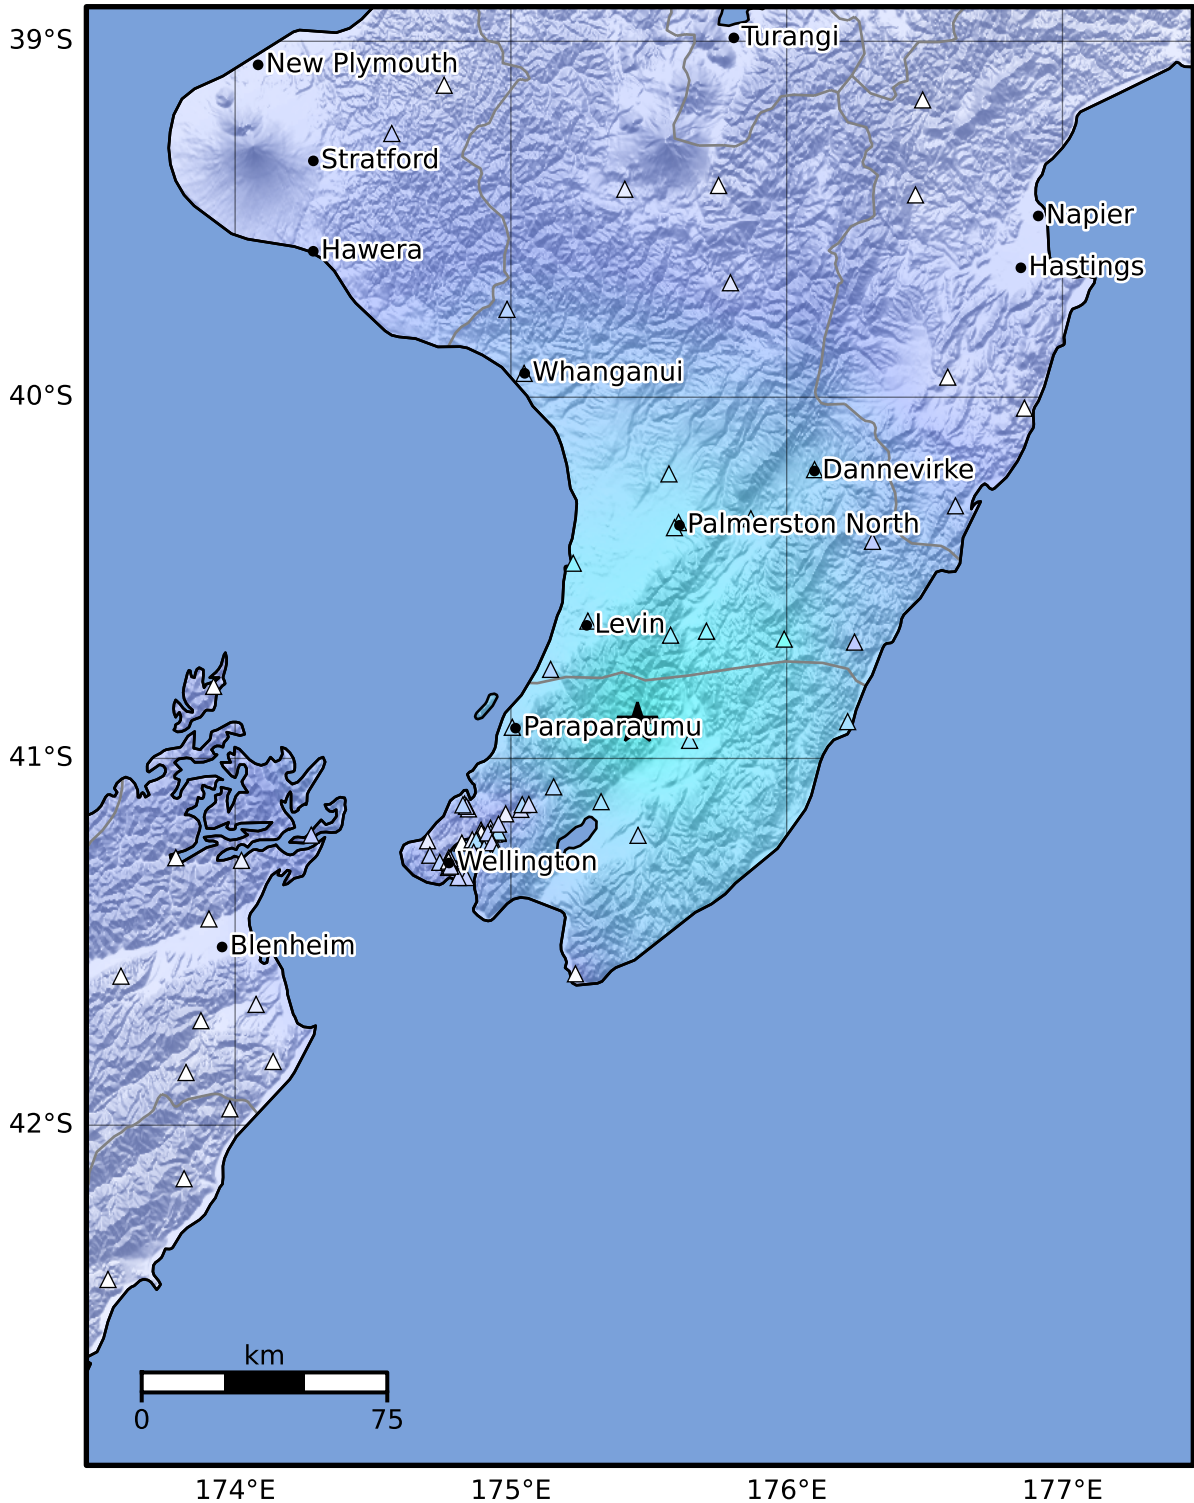 39°S
Turangi
New Plymouth
Stratford
Napier
Hawera
Hastings
Whanganui
40°S
Dannevirke
Palmerston North
Levin
Paraparaumu
41°S
Wellington
Blenheim
42°S
km
0
75
174°E
175°E
176°E
177°E